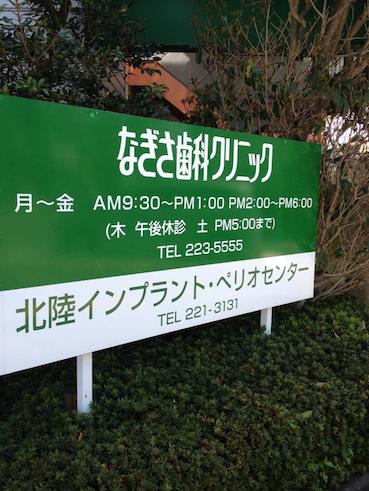 なぎさ歯科クリニック
月～金 AM9:30～PM1:00 PM2:00～PM6:00
(木 午後休診 土 PM5:00まで)
TEL 223-5555
北陸インプラント・ペリオセンター
TEL 221-3131